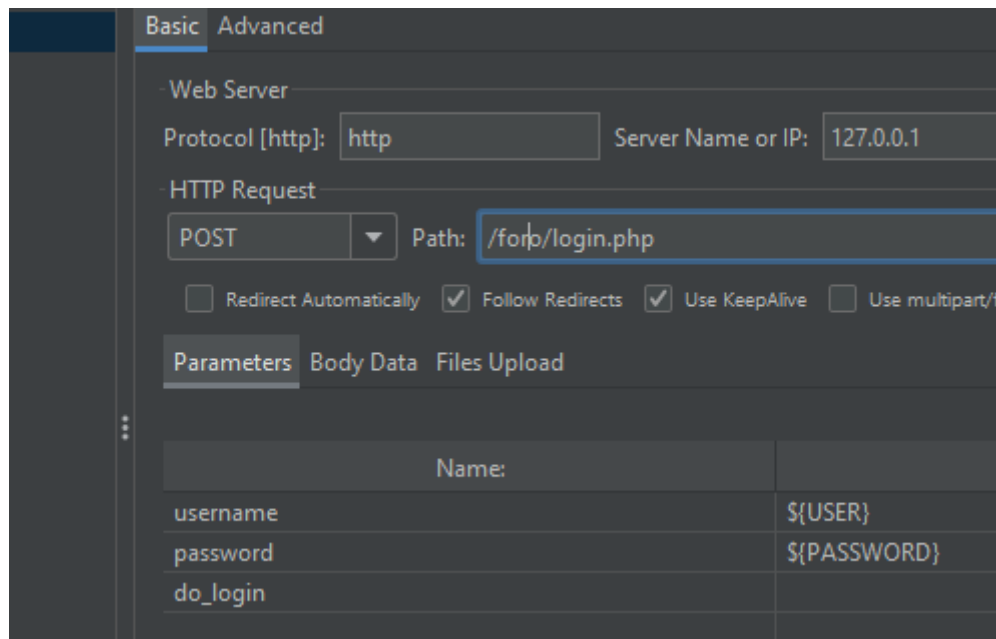 Basic Advanced
Web Server
Protocol [http]: http Server Name or IP: 127.0.0.1
HTTP Request
POST Path: /foro/login.php
Redirect Automatically Follow Redirects Use KeepAlive Use multipart/
Parameters Body Data Files Upload
Name:
username ${USER}
password ${PASSWORD}
do_login